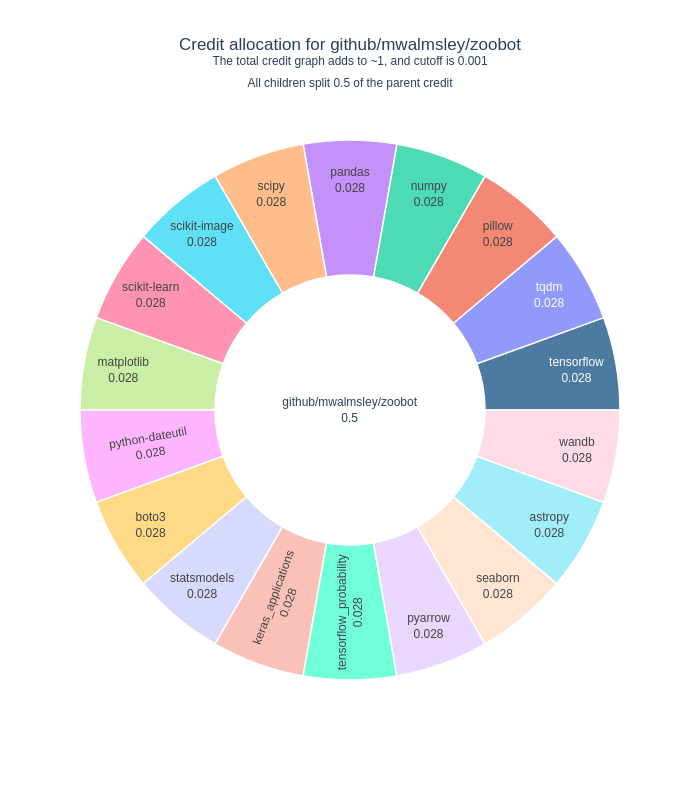 Credit allocation for github/mwalmsley/zoobot
The total credit graph adds to ~1, and cutoff is 0.001
All children split 0.5 of the parent credit
pandas
0.028
numpy
0.028
pillow
0.028
tqdm
0.028
tensorflow
0.028
wandb
0.028
astropy
0.028
seaborn
0.028
pyarrow
0.028
tensorflow_probability
0.028
keras_applications
0.028
statsmodels
0.028
boto3
0.028
python-dateutil
0.028
matplotlib
0.028
scikit-learn
0.028
scikit-image
0.028
scipy
0.028
github/mwalmsley/zoobot
0.5